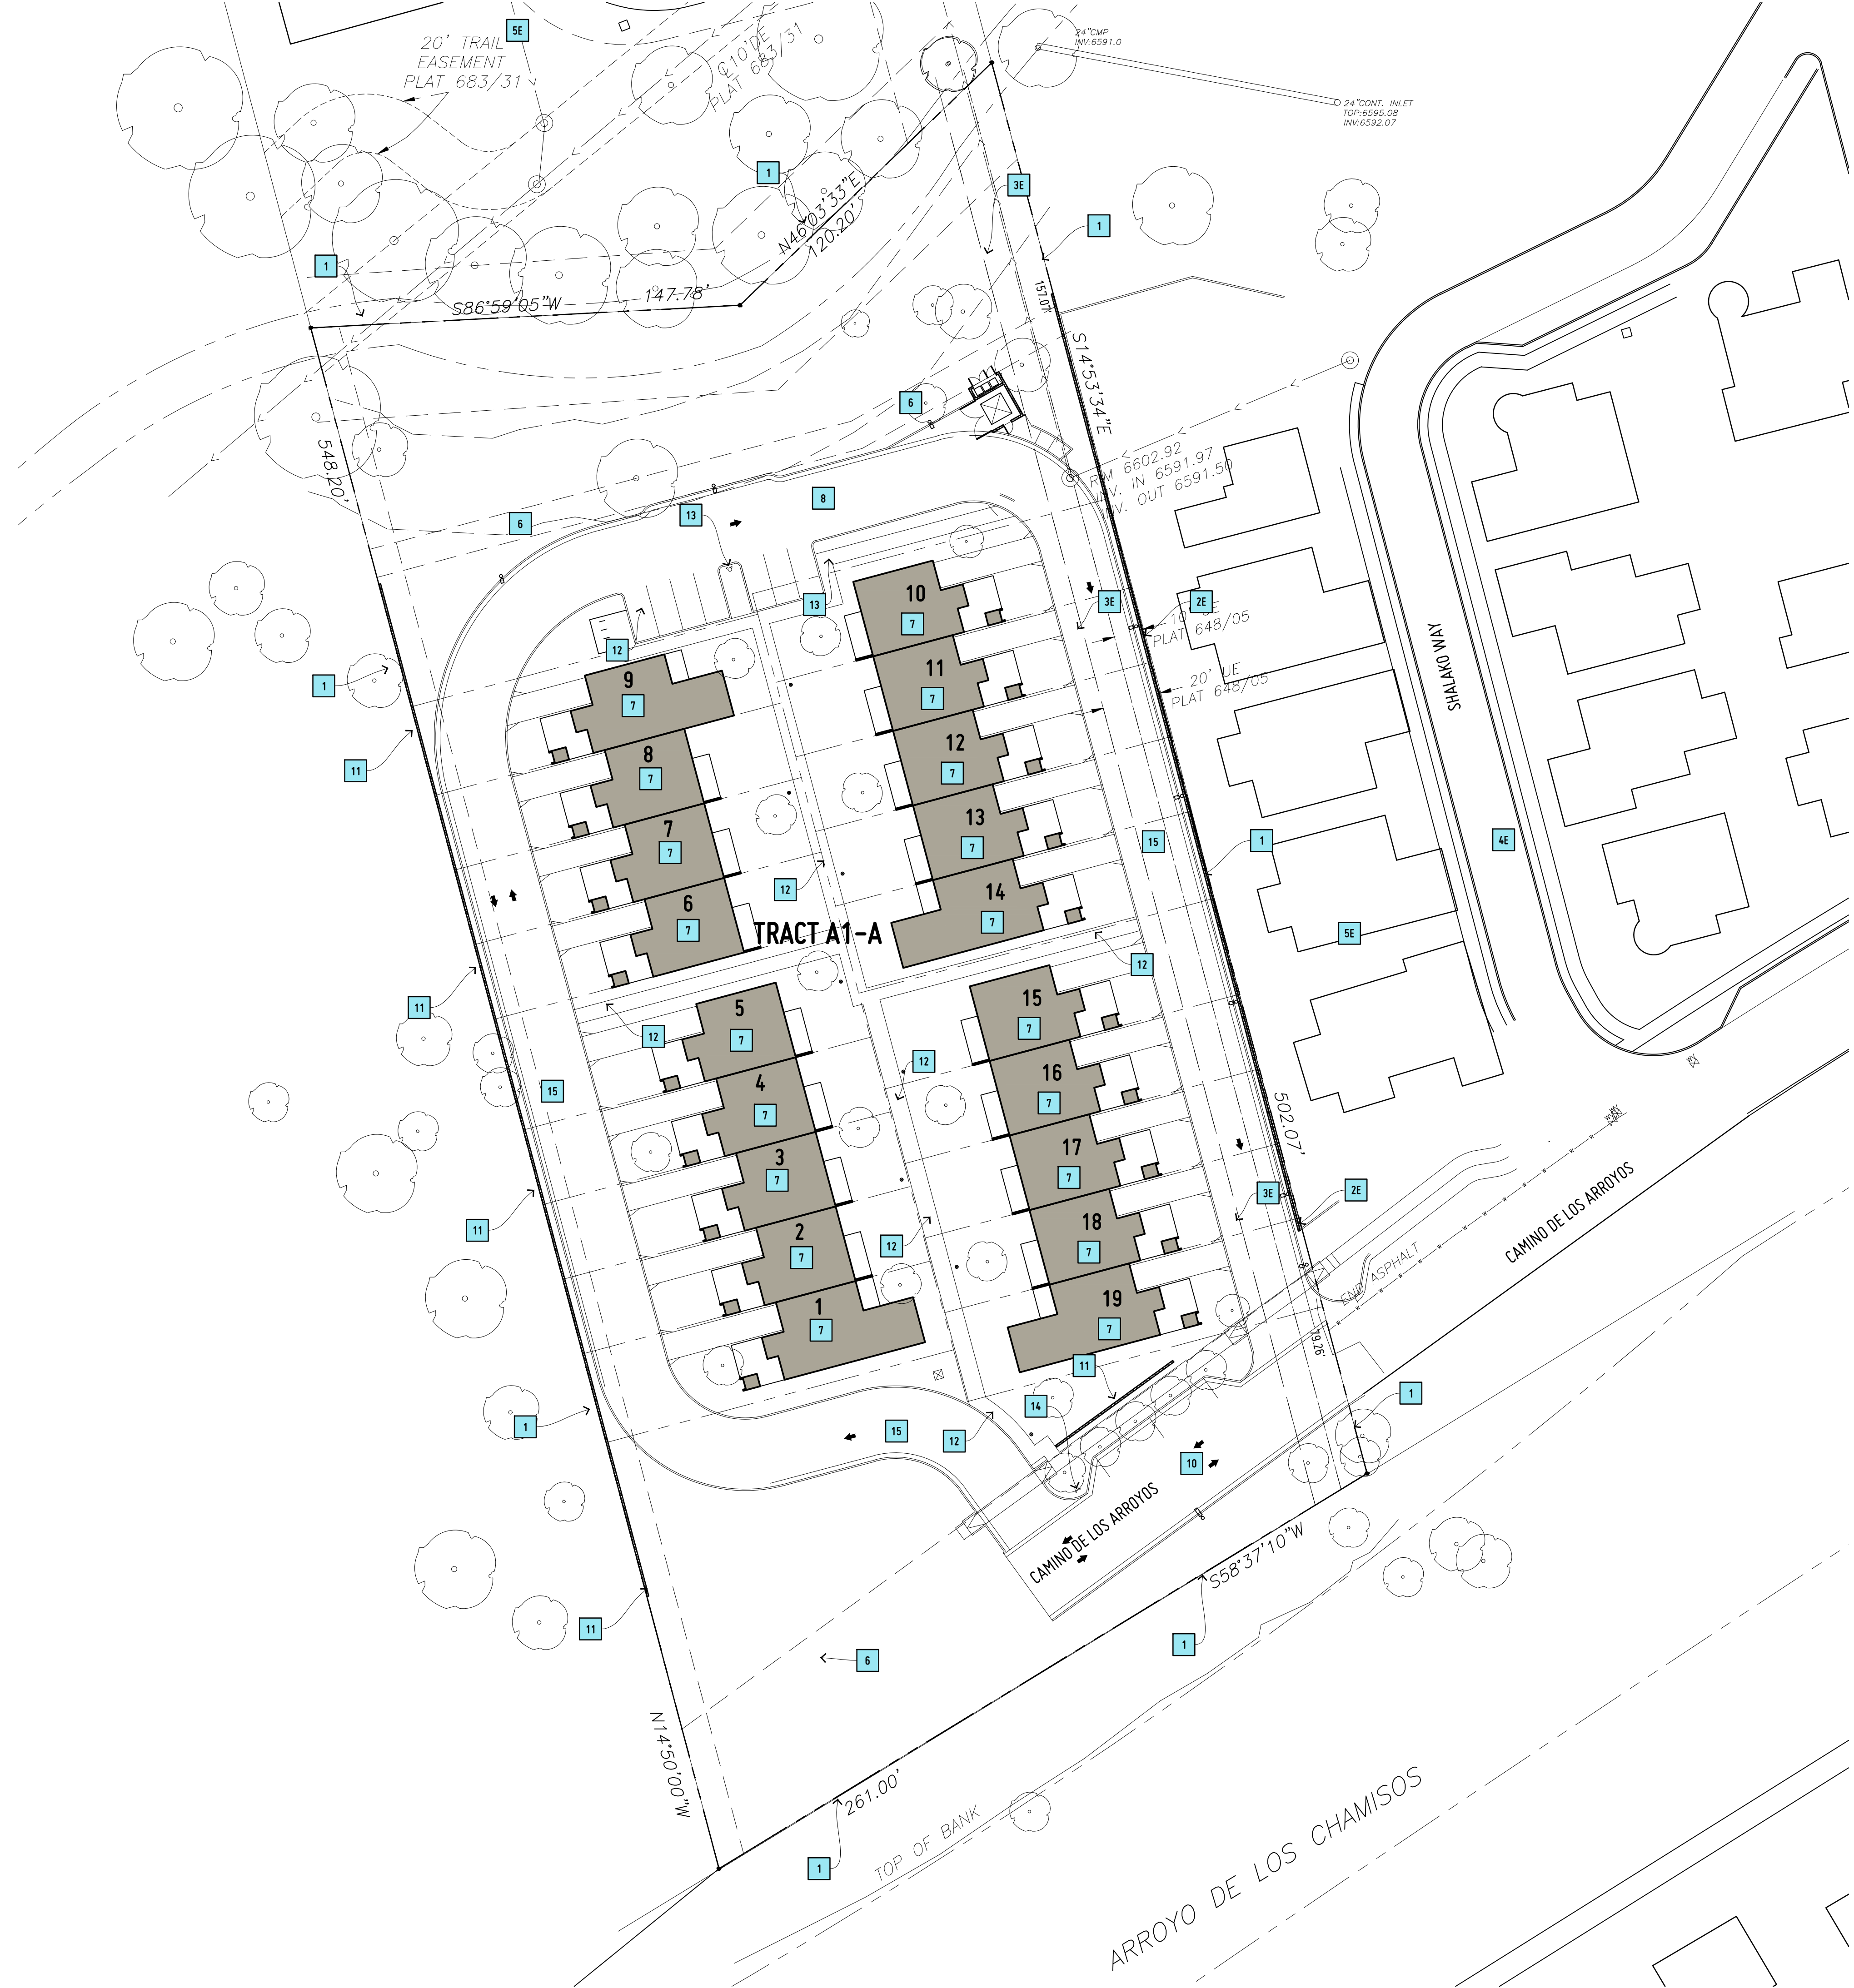 5E
20' TRAIL
EASEMENT
PLAT 683/31
℄10'DE
PLAT 683/31
24"CMP
INV:6591.0
24"CONT. INLET
TOP:6595.08
INV:6592.07
1
3E
1
1
N46°03'33"E
120.20'
S86°59'05"W
147.78'
157.07'
S14°53'34"E
6
548.20'
RIM 6602.92
INV. IN 6591.97
INV. OUT 6591.50
8
13
6
10
7
13
3E
2E
10' SE
PLAT 648/05
12
11
7
20' UE
PLAT 648/05
SHALAKO WAY
9
7
1
11
12
7
8
7
13
7
15
1
4E
7
7
12
14
7
6
7
TRACT A1-A
5E
12
11
15
7
5
7
12
12
16
7
4
7
15
502.07'
17
7
3
7
CAMINO DE LOS ARROYOS
2E
3E
11
18
7
12
2
7
END ASPHALT
19
7
1
7
79.26'
11
1
14
1
15
12
10
CAMINO DE LOS ARROYOS
S58°37'10"W
11
1
6
N14°50'00"W
261.00'
TOP OF BANK
1
ARROYO DE LOS CHAMISOS